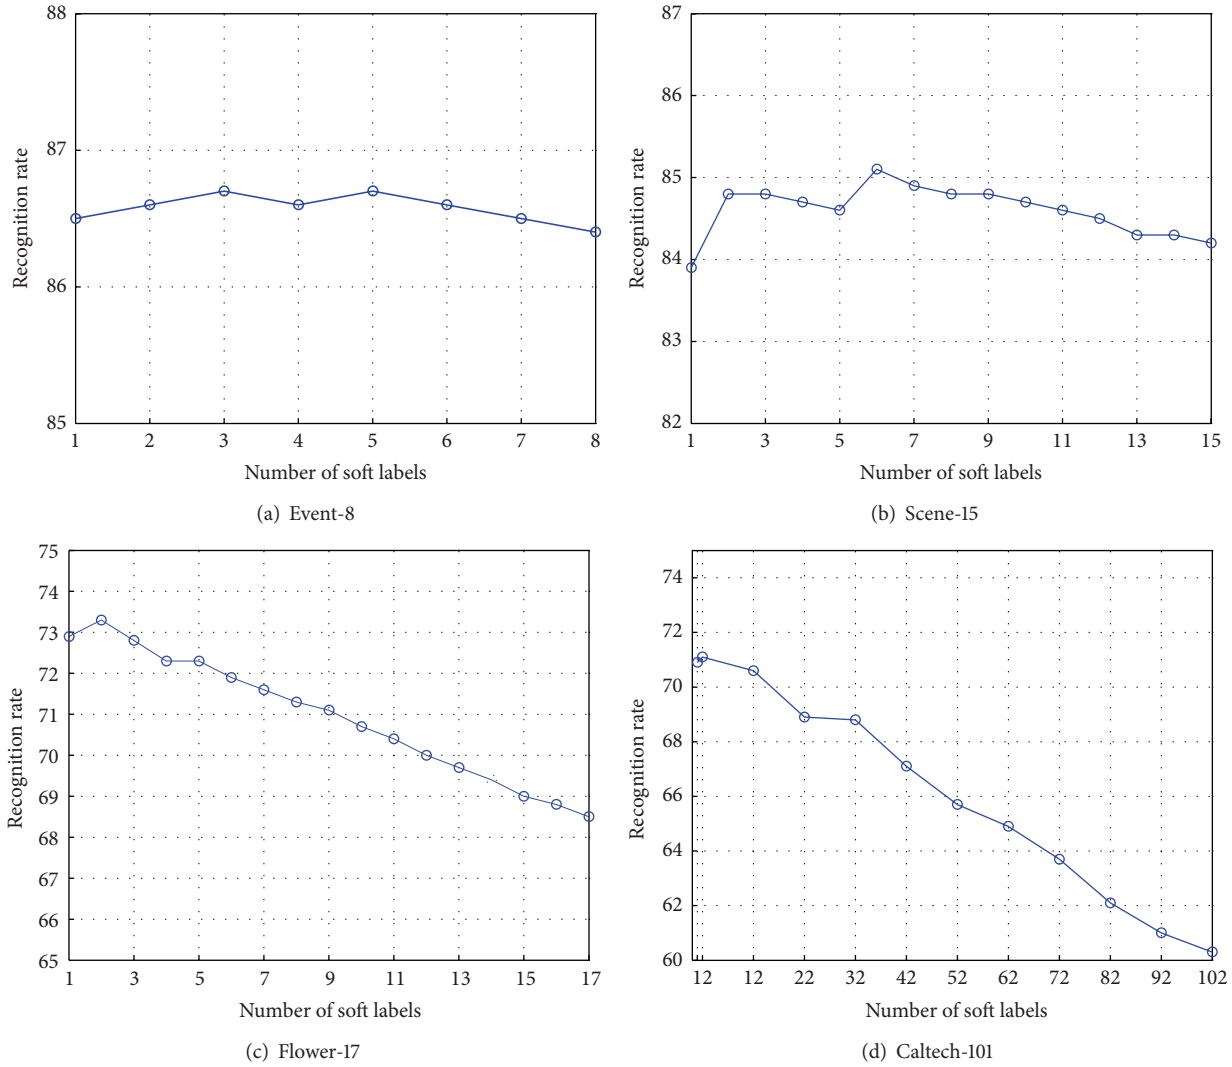 88
87
86
85
Recognition rate
1 2 3 4 5 6 7 8
Number of soft labels
(a) Event-8
87
86
85
84
83
82
Recognition rate
1 3 5 7 9 11 13 15
Number of soft labels
(b) Scene-15
75
74
73
72
71
70
69
68
67
66
65
Recognition rate
1 3 5 7 9 11 13 15 17
Number of soft labels
(c) Flower-17
74
72
70
68
66
64
62
60
Recognition rate
12 12 22 32 42 52 62 72 82 92 102
Number of soft labels
(d) Caltech-101